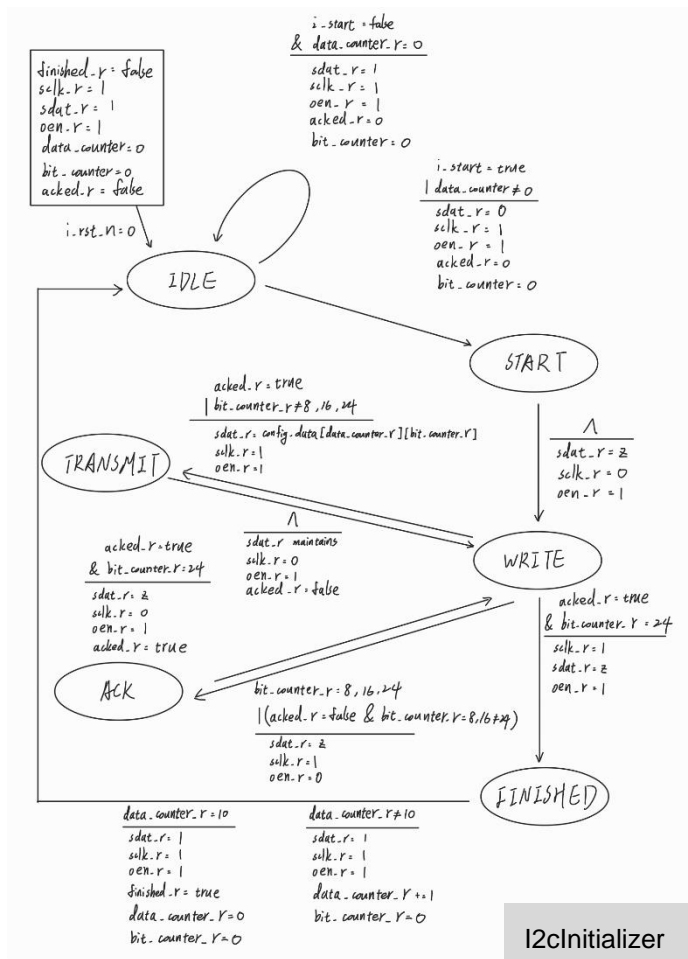 i_start = false
& data_counter_r = 0
sdat_r = 1
sclk_r = 1
oen_r = 1
acked_r = 0
bit_counter = 0
finished_r = false
sclk_r = 1
sdat_r = 1
oen_r = 1
data_counter = 0
bit_counter = 0
acked_r = false
i_rst_n = 0
i_start = true
| data_counter ≠ 0
sdat_r = 0
sclk_r = 1
oen_r = 1
acked_r = 0
bit_counter = 0
IDLE
START
acked_r = true
| bit_counter_r ≠ 8, 16, 24
sdat_r = config_data[data_counter_r][bit_counter_r]
sclk_r = 1
oen_r = 1
Λ
sdat_r = z
sclk_r = 0
oen_r = 1
TRANSMIT
Λ
sdat_r maintains
sclk_r = 0
oen_r = 1
acked_r = false
WRITE
acked_r = true
& bit_counter_r = 24
sdat_r = z
sclk_r = 0
oen_r = 1
acked_r = true
acked_r = true
& bit_counter_r = 24
sclk_r = 1
sdat_r = z
oen_r = 1
ACK
bit_counter_r = 8, 16, 24
| (acked_r = false & bit_counter_r = 8, 16, 24)
sdat_r = z
sclk_r = 1
oen_r = 0
FINISHED
data_counter_r = 10
sdat_r = 1
sclk_r = 1
oen_r = 1
finished_r = true
data_counter_r = 0
bit_counter_r = 0
data_counter_r ≠ 10
sdat_r = 1
sclk_r = 1
oen_r = 1
data_counter_r += 1
bit_counter_r = 0
I2cInitializer